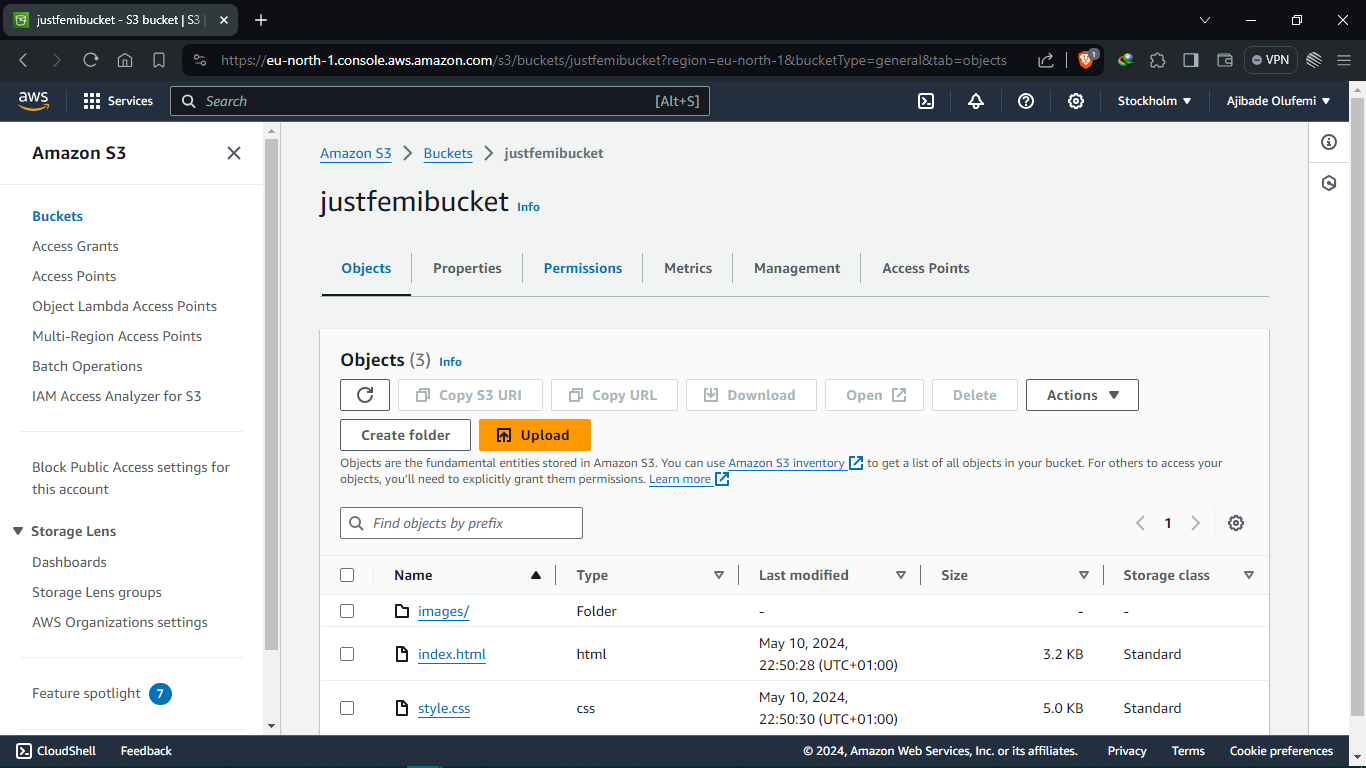 justfemibucket - S3 bucket | S3 |
https://eu-north-1.console.aws.amazon.com/s3/buckets/justfemibucket?region=eu-north-1&bucketType=general&tab=objects
1
VPN
aws
Services
Search
[Alt+S]
Stockholm
Ajibade Olufemi
Amazon S3
Buckets
Access Grants
Access Points
Object Lambda Access Points
Multi-Region Access Points
Batch Operations
IAM Access Analyzer for S3
Block Public Access settings for
this account
Storage Lens
Dashboards
Storage Lens groups
AWS Organizations settings
Feature spotlight 7
Amazon S3 > Buckets > justfemibucket
justfemibucket Info
Objects Properties Permissions Metrics Management Access Points
Objects (3) Info
Copy S3 URI Copy URL Download Open Delete Actions
Create folder Upload
Objects are the fundamental entities stored in Amazon S3. You can use Amazon S3 inventory to get a list of all objects in your bucket. For others to access your
objects, you'll need to explicitly grant them permissions. Learn more
Find objects by prefix
1
Name Type Last modified Size Storage class
images/ Folder - - -
index.html html May 10, 2024, 22:50:28 (UTC+01:00) 3.2 KB Standard
style.css css May 10, 2024, 22:50:30 (UTC+01:00) 5.0 KB Standard
CloudShell Feedback © 2024, Amazon Web Services, Inc. or its affiliates. Privacy Terms Cookie preferences